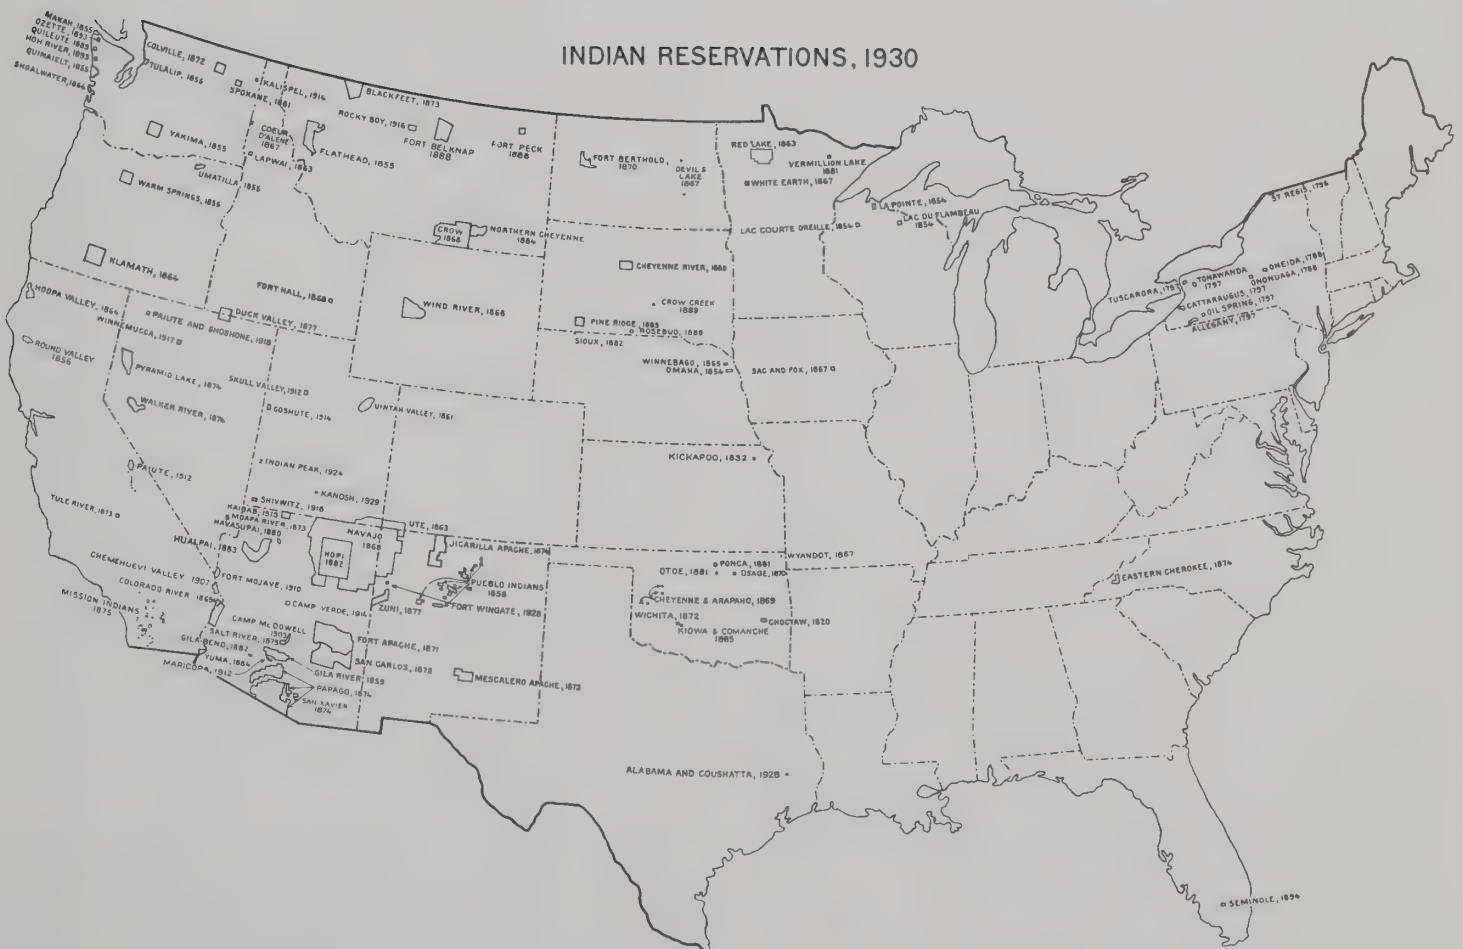 INDIAN RESERVATIONS, 1930
MAKAH, 1855
OZETTE, 1893
QUILEUTE 1889
HOH RIVER, 1893
QUINAIELT, 1855
SHOALWATER, 1866
COLVILLE, 1872
TULALIP, 1855
SPOKANE, 1881
KALISPEL, 1914
BLACKFEET, 1873
ROCKY BOY, 1916
FORT BELKNAP
1888
FORT PECK
1888
YAKIMA, 1855
COEUR
D'ALENE
1867
LAPWAI, 1863
FLATHEAD, 1855
UMATILLA, 1855
WARM SPRINGS, 1855
FORT BERTHOLD,
1870
DEVILS
LAKE
1867
RED LAKE, 1863
VERMILLION LAKE
1881
WHITE EARTH, 1867
LA POINTE, 1854
LAC DU FLAMBEAU
1854
LAC COURTE OREILLE, 1854
ST REGIS, 1796
CROW
1868
NORTHERN CHEYENNE
1884
KLAMATH, 1864
FORT HALL, 1868
CHEYENNE RIVER, 1889
WIND RIVER, 1868
CROW CREEK
1889
TUSCARORA, 1797
TONAWANDA
1797
ONEIDA, 1788
ONONUAGA, 1788
CATTARAUGUS, 1797
OIL SPRING, 1797
ALLEGANY, 1797
HOOPA VALLEY, 1864
PAIUTE AND SHOSHONE, 1918
DUCK VALLEY, 1877
WINNEMUCCA, 1917
PINE RIDGE, 1889
ROSEBUD, 1889
SIOUX, 1882
ROUND VALLEY
1856
PYRAMID LAKE, 1874
SKULL VALLEY, 1912
WINNEBAGO, 1865
OMAHA, 1854
SAC AND FOX, 1867
WALKER RIVER, 1874
GOSHUTE, 1914
UINTAH VALLEY, 1861
KICKAPOO, 1832
PAIUTE, 1912
INDIAN PEAK, 1924
KANOSH, 1929
TULE RIVER, 1873
SHIVWITZ, 1916
KAIBAB, 1913
MOAPA RIVER, 1873
HAVASUPAI, 1880
HUALPAI, 1883
NAVAJO
1868
HOPI
1882
UTE, 1863
JICARILLA APACHE, 1874
WYANDOT, 1867
PONCA, 1881
OTOE, 1881
OSAGE, 1870
EASTERN CHEROKEE, 1874
CHEMEHUEVI VALLEY 1907
FORT MOJAVE, 1910
COLORADO RIVER, 1865
MISSION INDIANS
1875
PUEBLO INDIANS
1858
CAMP VERDE, 1914
ZUNI, 1877
FORT WINGATE, 1928
CHEYENNE & ARAPAHO, 1869
WICHITA, 1872
CHOCTAW, 1820
KIOWA & COMANCHE
1865
CAMP McDOWELL
1903
SALT RIVER, 1879
GILA BEND, 1882
FORT APACHE, 1871
YUMA, 1884
SAN CARLOS, 1872
MARICOPA, 1912
GILA RIVER, 1859
MESCALERO APACHE, 1873
PAPAGO, 1874
SAN XAVIER
1874
ALABAMA AND COUSHATTA, 1928
SEMINOLE, 1894